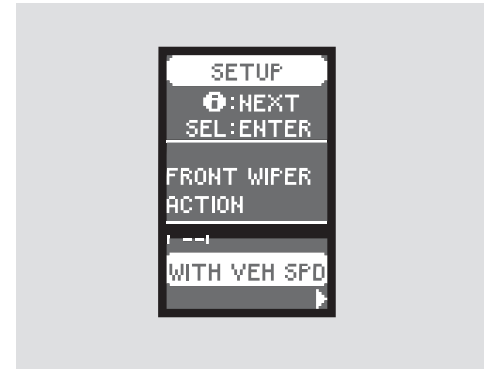 SETUP
i:NEXT
SEL:ENTER
FRONT WIPER
ACTION
WITH VEH SPD